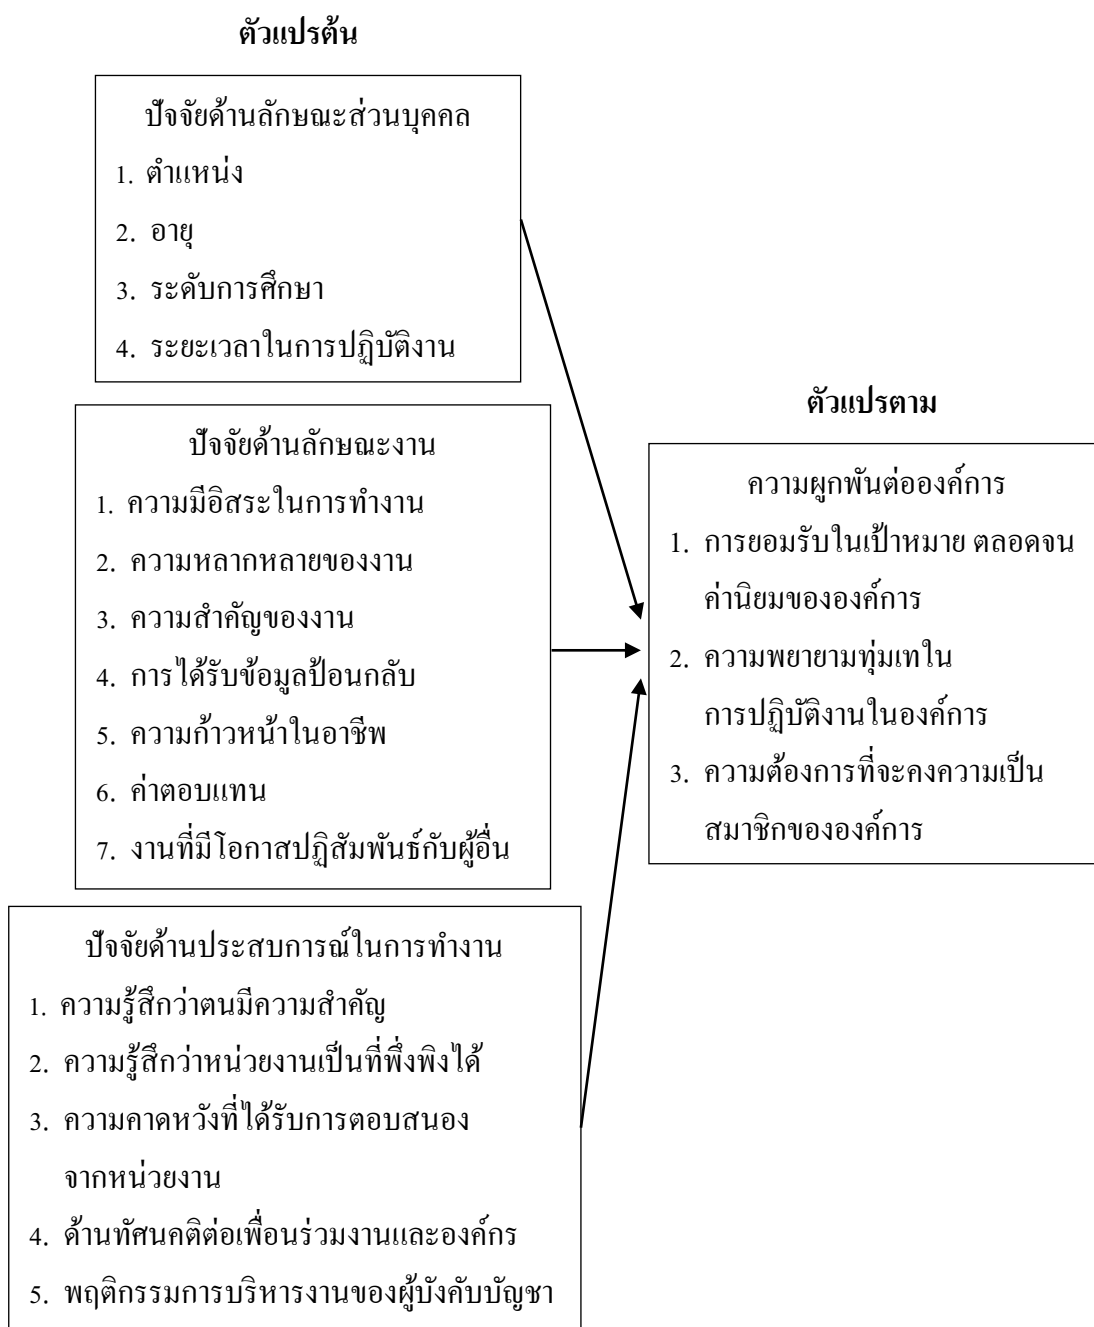 ตัวแปรต้น
ปัจจัยด้านลักษณะส่วนบุคคล
1. ตำแหน่ง
2. อายุ
3. ระดับการศึกษา
4. ระยะเวลาในการปฏิบัติงาน
ปัจจัยด้านลักษณะงาน
1. ความมีอิสระในการทำงาน
2. ความหลากหลายของงาน
3. ความสำคัญของงาน
4. การได้รับข้อมูลป้อนกลับ
5. ความก้าวหน้าในอาชีพ
6. ค่าตอบแทน
7. งานที่มีโอกาสปฏิสัมพันธ์กับผู้อื่น
ปัจจัยด้านประสบการณ์ในการทำงาน
1. ความรู้สึกว่าตนมีความสำคัญ
2. ความรู้สึกว่าหน่วยงานเป็นที่พึ่งพิงได้
3. ความคาดหวังที่ได้รับการตอบสนอง
จากหน่วยงาน
4. ด้านทัศนคติต่อเพื่อนร่วมงานและองค์กร
5. พฤติกรรมการบริหารงานของผู้บังคับบัญชา
ตัวแปรตาม
ความผูกพันต่อองค์การ
1. การยอมรับในเป้าหมาย ตลอดจน
ค่านิยมขององค์การ
2. ความพยายามทุ่มเทใน
การปฏิบัติงานในองค์การ
3. ความต้องการที่จะคงความเป็น
สมาชิกขององค์การ